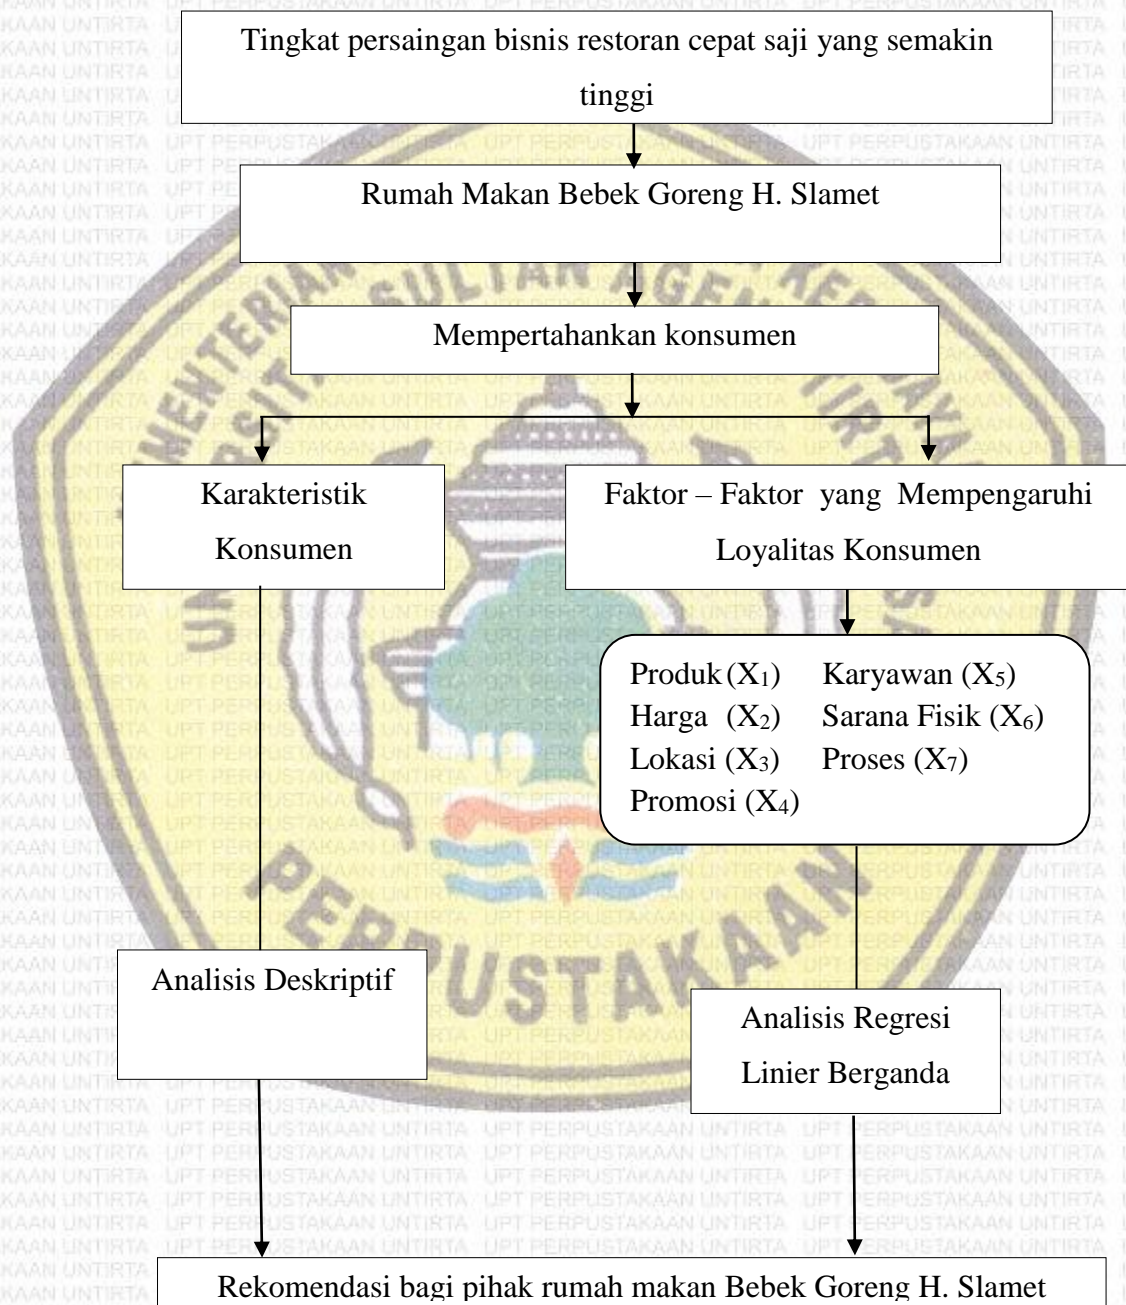 Tingkat persaingan bisnis restoran cepat saji yang semakin
tinggi
Rumah Makan Bebek Goreng H. Slamet
Mempertahankan konsumen
Karakteristik
Konsumen
Faktor – Faktor yang Mempengaruhi
Loyalitas Konsumen
Produk (X₁) Karyawan (X₅)
Harga (X₂) Sarana Fisik (X₆)
Lokasi (X₃) Proses (X₇)
Promosi (X₄)
Analisis Deskriptif
Analisis Regresi
Linier Berganda
Rekomendasi bagi pihak rumah makan Bebek Goreng H. Slamet